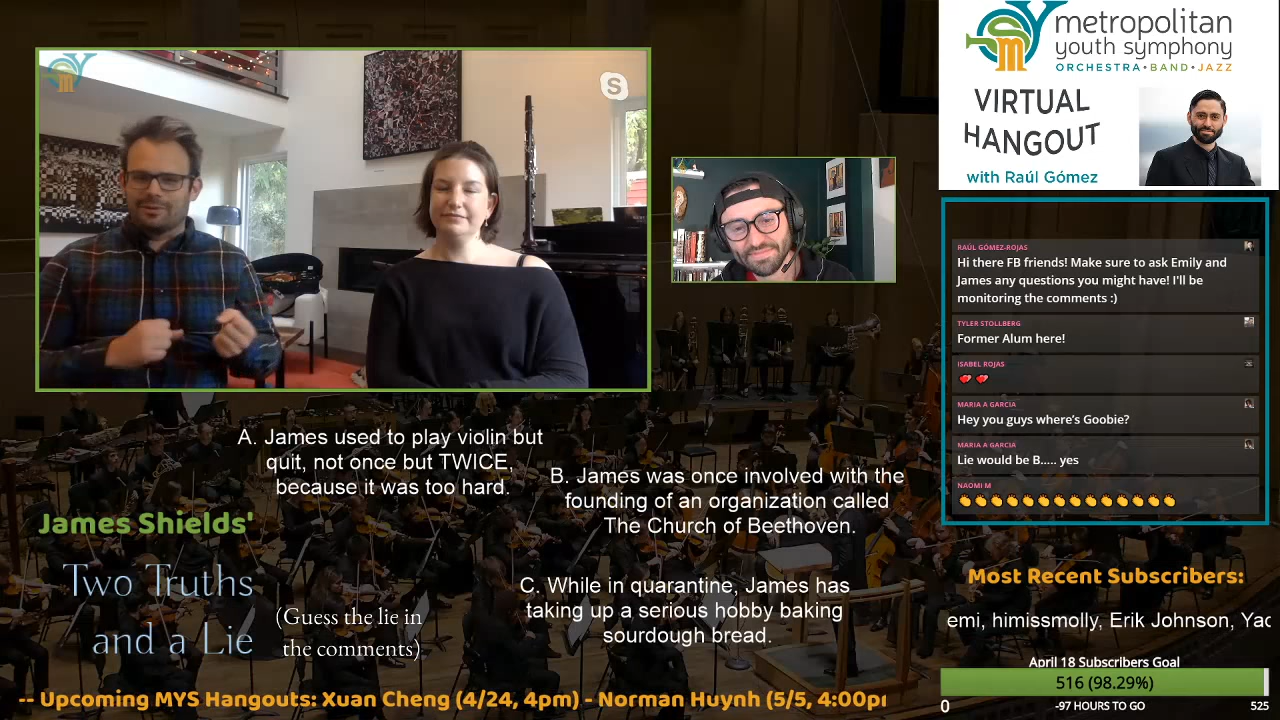 metropolitan
youth symphony
ORCHESTRA•BAND•JAZZ
VIRTUAL
HANGOUT
with Raúl Gómez
S
RAÚL GÓMEZ-ROJAS
Hi there FB friends! Make sure to ask Emily and
James any questions you might have! I'll be
monitoring the comments :)
TYLER STOLLBERG
Former Alum here!
ISABEL ROJAS
MARIA A GARCIA
Hey you guys where's Goobie?
MARIA A GARCIA
Lie would be B..... yes
NAOMI M
A. James used to play violin but
quit, not once but TWICE,
because it was too hard.
B. James was once involved with the
founding of an organization called
The Church of Beethoven.
C. While in quarantine, James has
taking up a serious hobby baking
sourdough bread.
James Shields'
Two Truths
and a Lie
(Guess the lie in
the comments)
Most Recent Subscribers:
emi, himissmolly, Erik Johnson, Yac
April 18 Subscribers Goal
516 (98.29%)
0 -97 HOURS TO GO 525
-- Upcoming MYS Hangouts: Xuan Cheng (4/24, 4pm) - Norman Huynh (5/5, 4:00pm